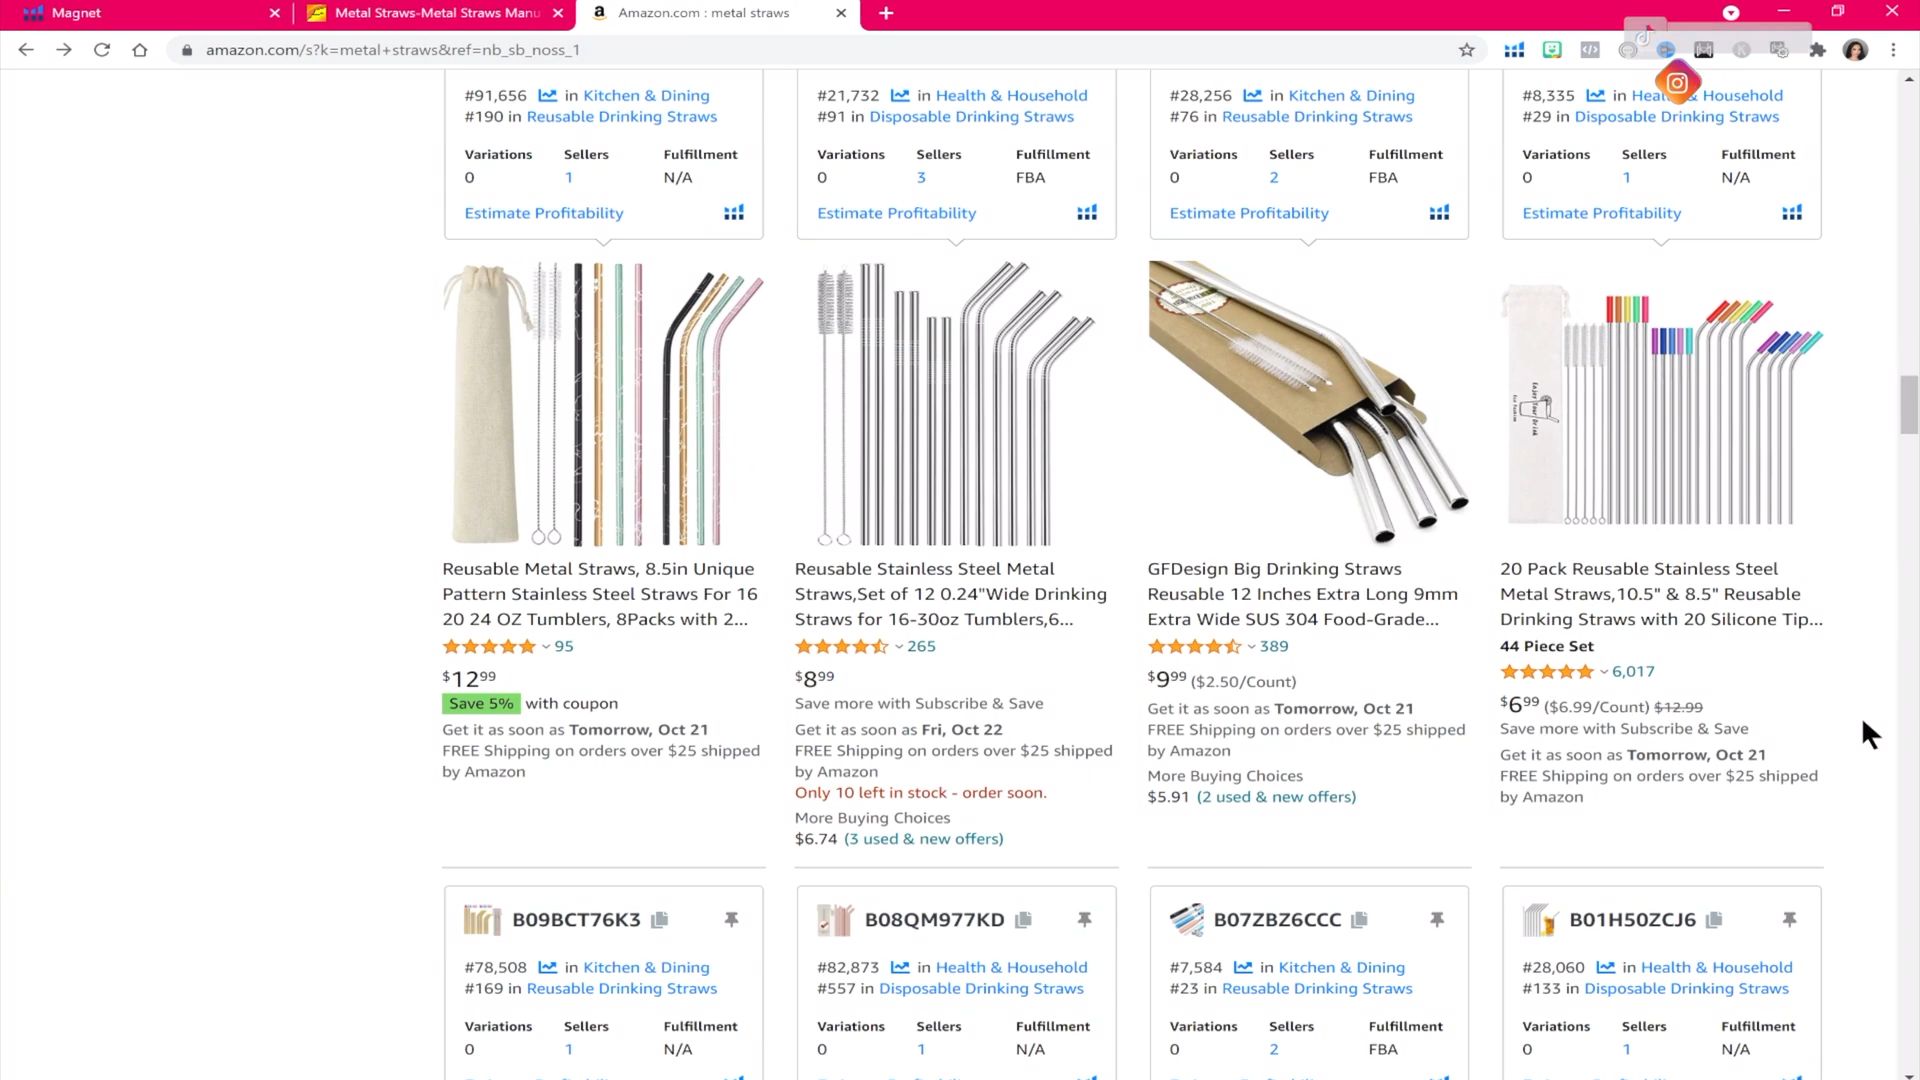 Magnet
Metal Straws-Metal Straws Manu
Amazon.com : metal straws
amazon.com/s?k=metal+straws&ref=nb_sb_noss_1
#91,656 in Kitchen & Dining
#190 in Reusable Drinking Straws
Variations Sellers Fulfillment
0 1 N/A
Estimate Profitability
#21,732 in Health & Household
#91 in Disposable Drinking Straws
Variations Sellers Fulfillment
0 3 FBA
Estimate Profitability
#28,256 in Kitchen & Dining
#76 in Reusable Drinking Straws
Variations Sellers Fulfillment
0 2 FBA
Estimate Profitability
#8,335 in Health & Household
#29 in Disposable Drinking Straws
Variations Sellers Fulfillment
0 1 N/A
Estimate Profitability
Enjoy Your Drink
Reusable Metal Straws, 8.5in Unique
Pattern Stainless Steel Straws For 16
20 24 OZ Tumblers, 8Packs with 2...
95
$12.99
Save 5% with coupon
Get it as soon as Tomorrow, Oct 21
FREE Shipping on orders over $25 shipped
by Amazon
Reusable Stainless Steel Metal
Straws,Set of 12 0.24"Wide Drinking
Straws for 16-30oz Tumblers,6...
265
$8.99
Save more with Subscribe & Save
Get it as soon as Fri, Oct 22
FREE Shipping on orders over $25 shipped
by Amazon
Only 10 left in stock - order soon.
More Buying Choices
$6.74 (3 used & new offers)
GFDesign Big Drinking Straws
Reusable 12 Inches Extra Long 9mm
Extra Wide SUS 304 Food-Grade...
389
$9.99 ($2.50/Count)
Get it as soon as Tomorrow, Oct 21
FREE Shipping on orders over $25 shipped
by Amazon
More Buying Choices
$5.91 (2 used & new offers)
20 Pack Reusable Stainless Steel
Metal Straws,10.5" & 8.5" Reusable
Drinking Straws with 20 Silicone Tip...
44 Piece Set
6,017
$6.99 ($6.99/Count) $12.99
Save more with Subscribe & Save
Get it as soon as Tomorrow, Oct 21
FREE Shipping on orders over $25 shipped
by Amazon
B09BCT76K3
#78,508 in Kitchen & Dining
#169 in Reusable Drinking Straws
Variations Sellers Fulfillment
0 1 N/A
B08QM977KD
#82,873 in Health & Household
#557 in Disposable Drinking Straws
Variations Sellers Fulfillment
0 1 N/A
B07ZBZ6CCC
#7,584 in Kitchen & Dining
#23 in Reusable Drinking Straws
Variations Sellers Fulfillment
0 2 FBA
B01H50ZCJ6
#28,060 in Health & Household
#133 in Disposable Drinking Straws
Variations Sellers Fulfillment
0 1 N/A